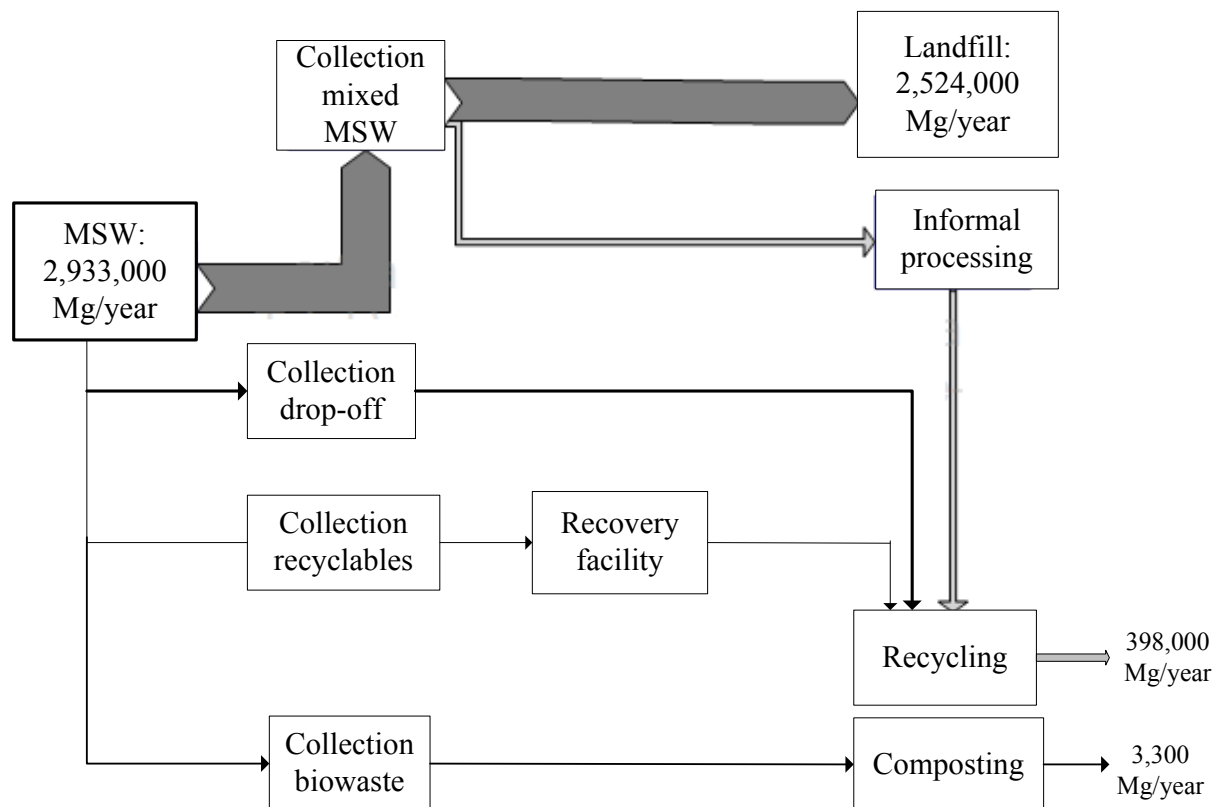 Collection
mixed
MSW
Landfill:
2,524,000
Mg/year
MSW:
2,933,000
Mg/year
Informal
processing
Collection
drop-off
Collection
recyclables
Recovery
facility
Recycling
398,000
Mg/year
Collection
biowaste
Composting
3,300
Mg/year